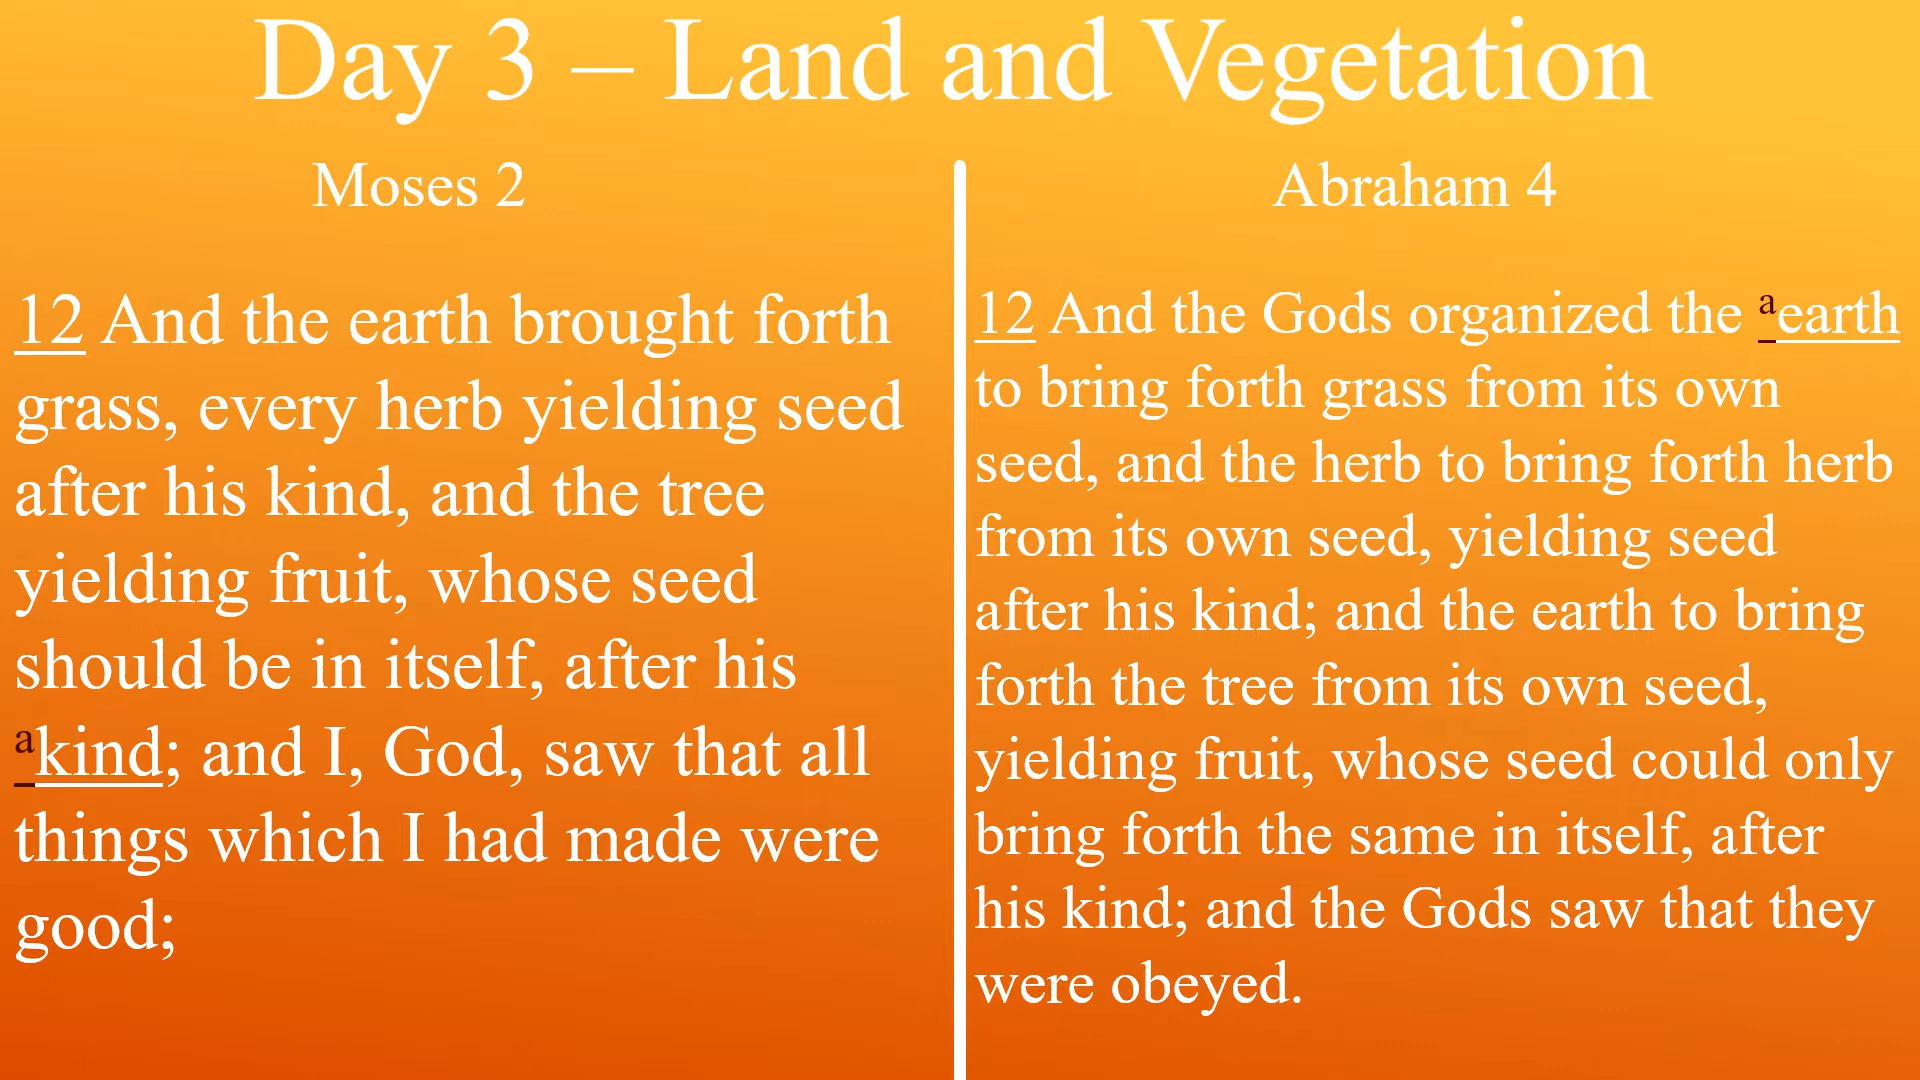 Day 3 – Land and Vegetation
Moses 2
12 And the earth brought forth
grass, every herb yielding seed
after his kind, and the tree
yielding fruit, whose seed
should be in itself, after his
akind; and I, God, saw that all
things which I had made were
good;
Abraham 4
12 And the Gods organized the aearth
to bring forth grass from its own
seed, and the herb to bring forth herb
from its own seed, yielding seed
after his kind; and the earth to bring
forth the tree from its own seed,
yielding fruit, whose seed could only
bring forth the same in itself, after
his kind; and the Gods saw that they
were obeyed.